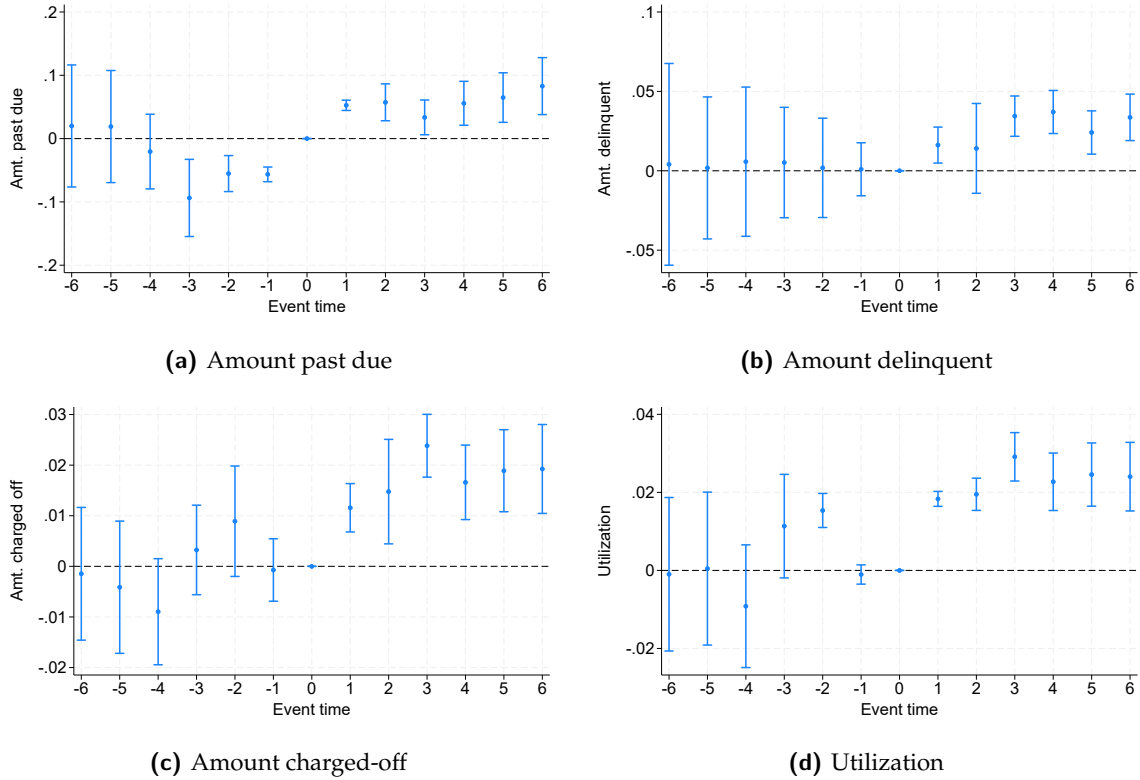 .2
.1
0
-.1
-.2
Amt. past due
-6 -5 -4 -3 -2 -1 0 1 2 3 4 5 6
Event time
(a) Amount past due
.1
.05
0
-.05
Amt. delinquent
-6 -5 -4 -3 -2 -1 0 1 2 3 4 5 6
Event time
(b) Amount delinquent
.03
.02
.01
0
-.01
-.02
Amt. charged off
-6 -5 -4 -3 -2 -1 0 1 2 3 4 5 6
Event time
(c) Amount charged-off
.04
.02
0
-.02
Utilization
-6 -5 -4 -3 -2 -1 0 1 2 3 4 5 6
Event time
(d) Utilization